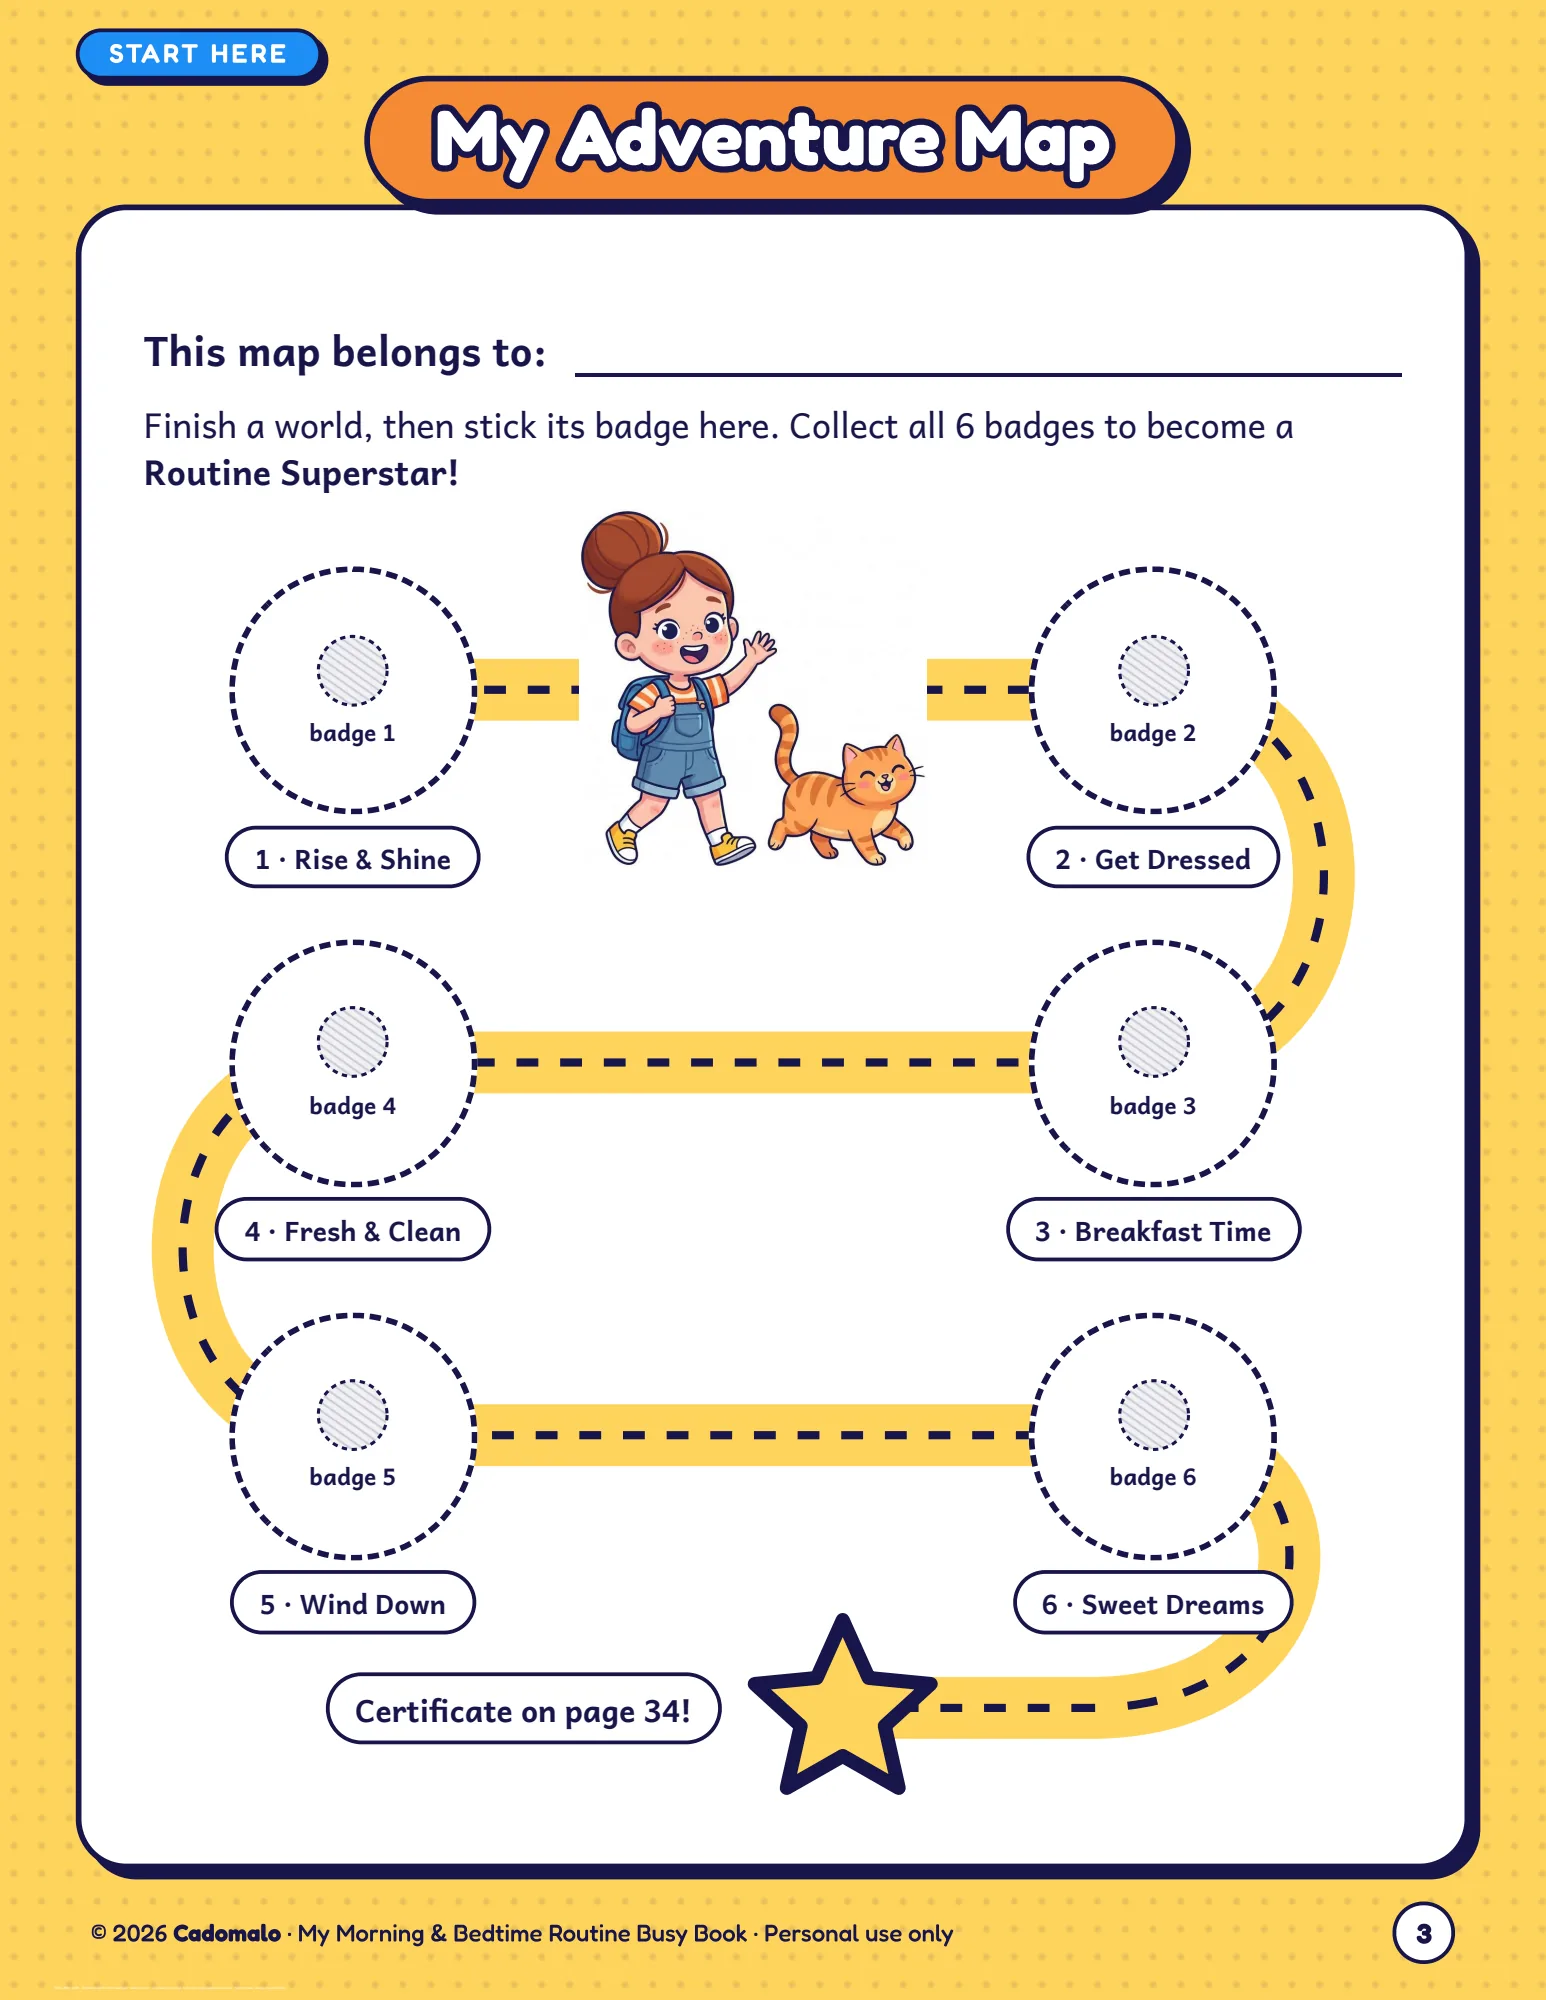 START HERE
My Adventure Map
This map belongs to:
Finish a world, then stick its badge here. Collect all 6 badges to become a
Routine Superstar!
badge 1
badge 2
1 · Rise & Shine
2 · Get Dressed
badge 4
badge 3
4 · Fresh & Clean
3 · Breakfast Time
badge 5
badge 6
5 · Wind Down
6 · Sweet Dreams
Certificate on page 34!
© 2026 Cadomalo · My Morning & Bedtime Routine Busy Book · Personal use only
3